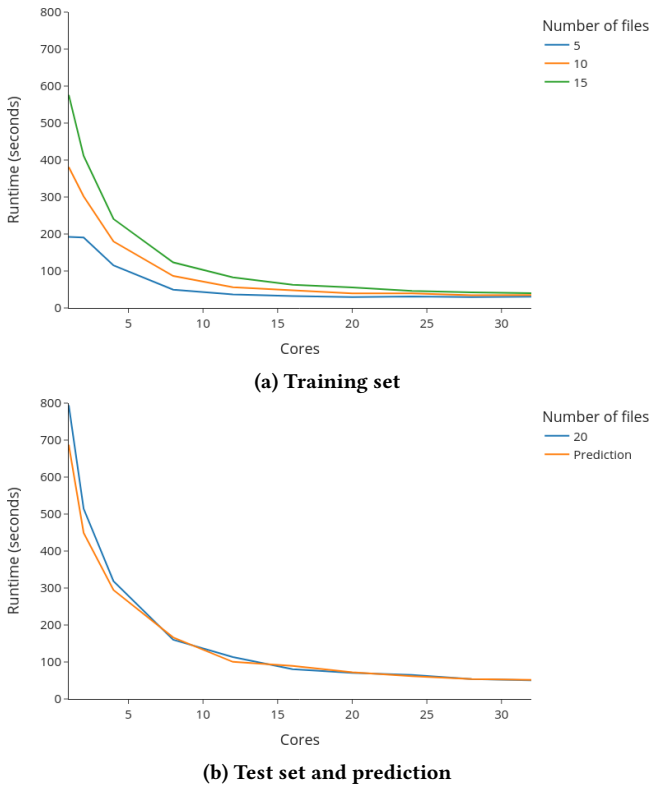 800
700
600
500
400
300
200
100
0
Runtime (seconds)
5 10 15 20 25 30
Cores
Number of files
5
10
15
(a) Training set
800
700
600
500
400
300
200
100
0
Runtime (seconds)
5 10 15 20 25 30
Cores
Number of files
20
Prediction
(b) Test set and prediction